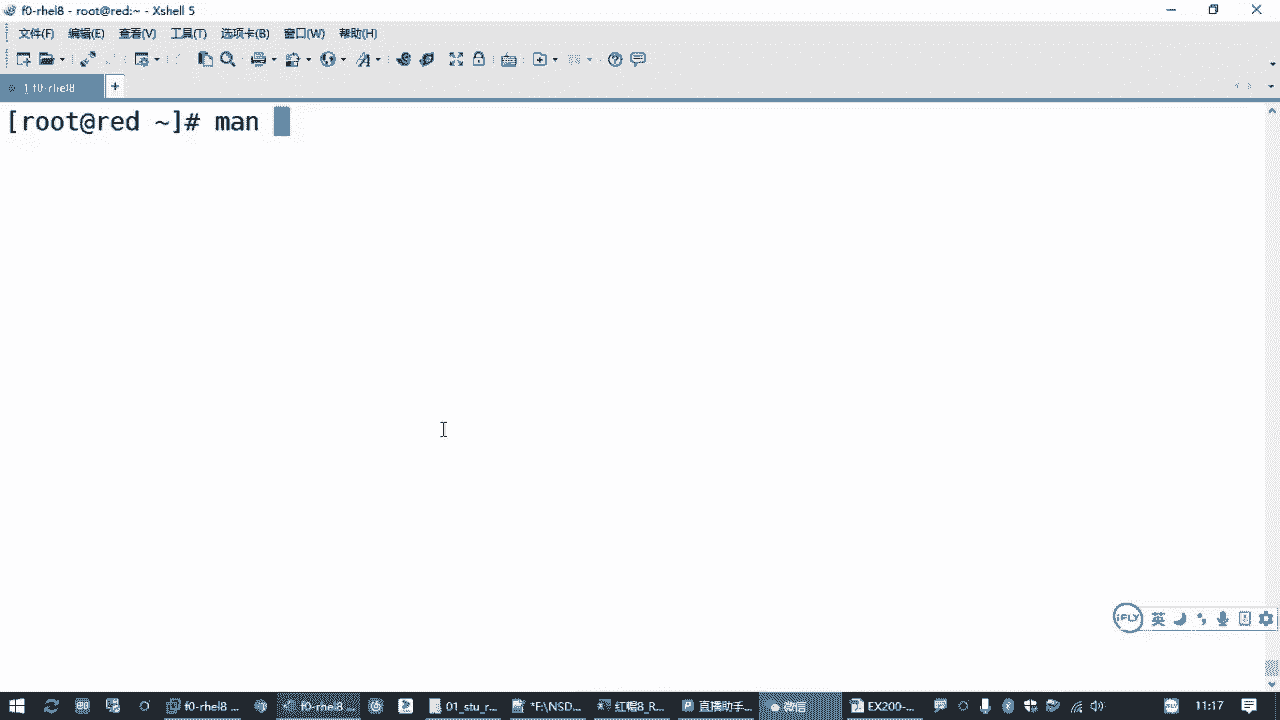 f0-rhel8 - root@red:~ - Xshell 5
文件(F) 编辑(E) 查看(V) 工具(T) 选项卡(B) 窗口(W) 帮助(H)
1 f0-rhel8 +
[root@red ~]# man
iFLY 英
f0-rhel8 ... f0-rhel8... 01_stu_r... *F:\NSD... 红帽8_R... 直播助手... 微信 EX200-... 11:17